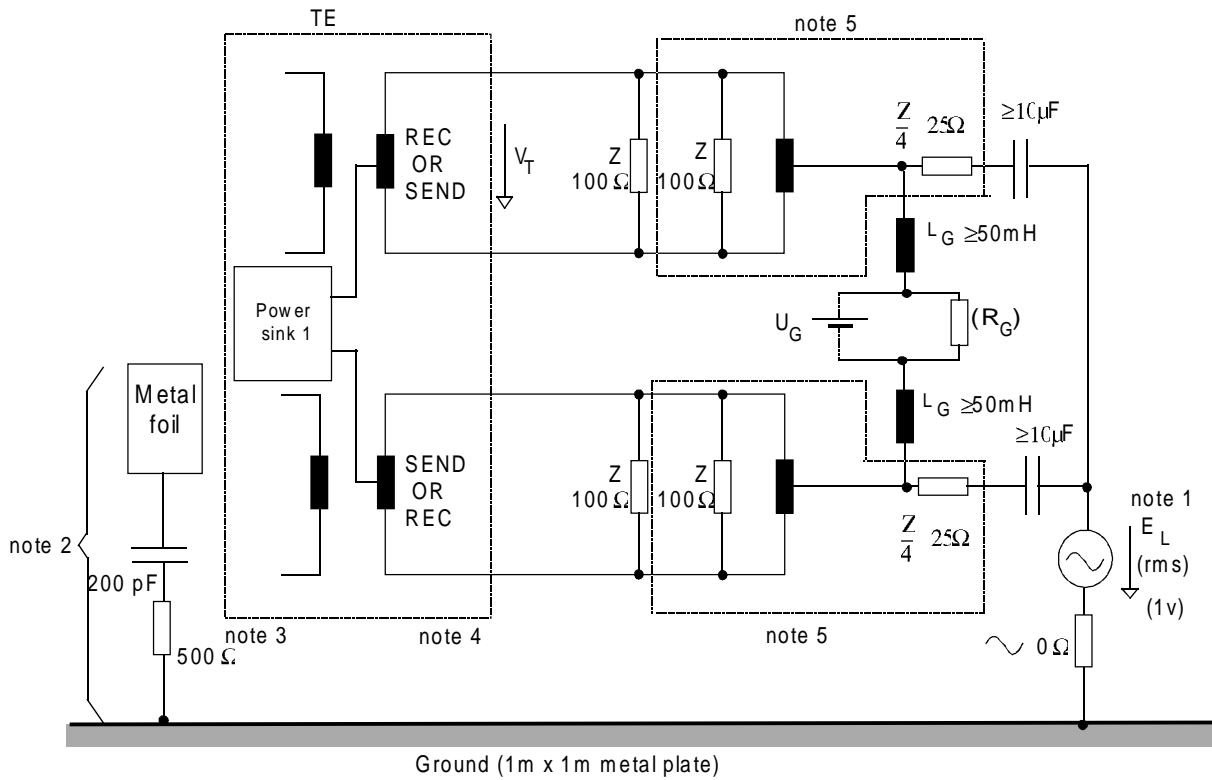 TE
note 5
REC
OR
SEND
V_T
Z
100 Ω
Z
100 Ω
Z/4 25Ω
≥10µF
L_G ≥50mH
Power
sink 1
U_G
(R_G)
Metal
foil
L_G ≥50mH
≥10µF
SEND
OR
REC
Z
100 Ω
Z
100 Ω
Z/4 25Ω
note 1
E_L
(rms)
(1v)
note 2
200 pF
500 Ω
note 3
note 4
note 5
0 Ω
Ground (1m x 1m metal plate)